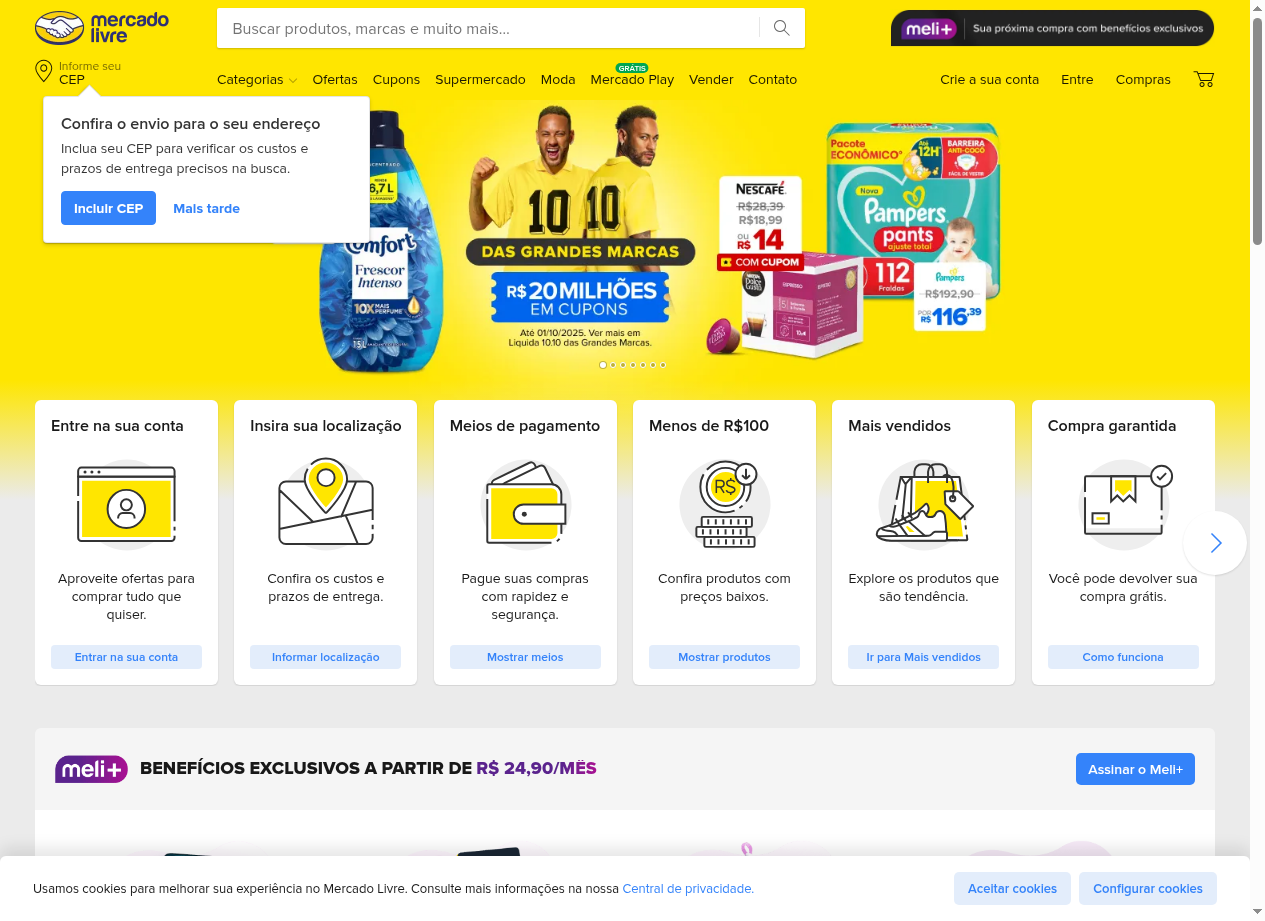 mercado
livre
Buscar produtos, marcas e muito mais...
meli+
Sua próxima compra com benefícios exclusivos
Informe seu
CEP
Categorias
Ofertas
Cupons
Supermercado
Moda
GRÁTIS
Mercado Play
Vender
Contato
Crie a sua conta
Entre
Compras
Confira o envio para o seu endereço
Inclua seu CEP para verificar os custos e
prazos de entrega precisos na busca.
Incluir CEP
Mais tarde
CONCENTRADO
6,7 L
Comfort
Frescor
Intenso
10X MAIS
PERFUME
1.5L
10 10
DAS GRANDES MARCAS
R$ 20 MILHÕES
EM CUPONS
Até 01/10/2025. Ver mais em
Liquida 10.10 das Grandes Marcas.
NESCAFÉ
R$28,39
R$18,99
OU
R$ 14
COM CUPOM
NESCAFÉ
Dolce
Gusto
ESPRESSO
Pacote
ECONÔMICO
Até
12H
BARREIRA
ANTI-COCÔ
FÁCIL DE VESTIR
Nova
Pampers
pants
ajuste total
112
Fraldas
Pampers
R$192,90
POR
R$ 116,39
Entre na sua conta
Aproveite ofertas para
comprar tudo que
quiser.
Entrar na sua conta
Insira sua localização
Confira os custos e
prazos de entrega.
Informar localização
Meios de pagamento
Pague suas compras
com rapidez e
segurança.
Mostrar meios
Menos de R$100
R$
Confira produtos com
preços baixos.
Mostrar produtos
Mais vendidos
Explore os produtos que
são tendência.
Ir para Mais vendidos
Compra garantida
Você pode devolver sua
compra grátis.
Como funciona
meli+
BENEFÍCIOS EXCLUSIVOS A PARTIR DE R$ 24,90/MÊS
Assinar o Meli+
Usamos cookies para melhorar sua experiência no Mercado Livre. Consulte mais informações na nossa Central de privacidade.
Aceitar cookies
Configurar cookies